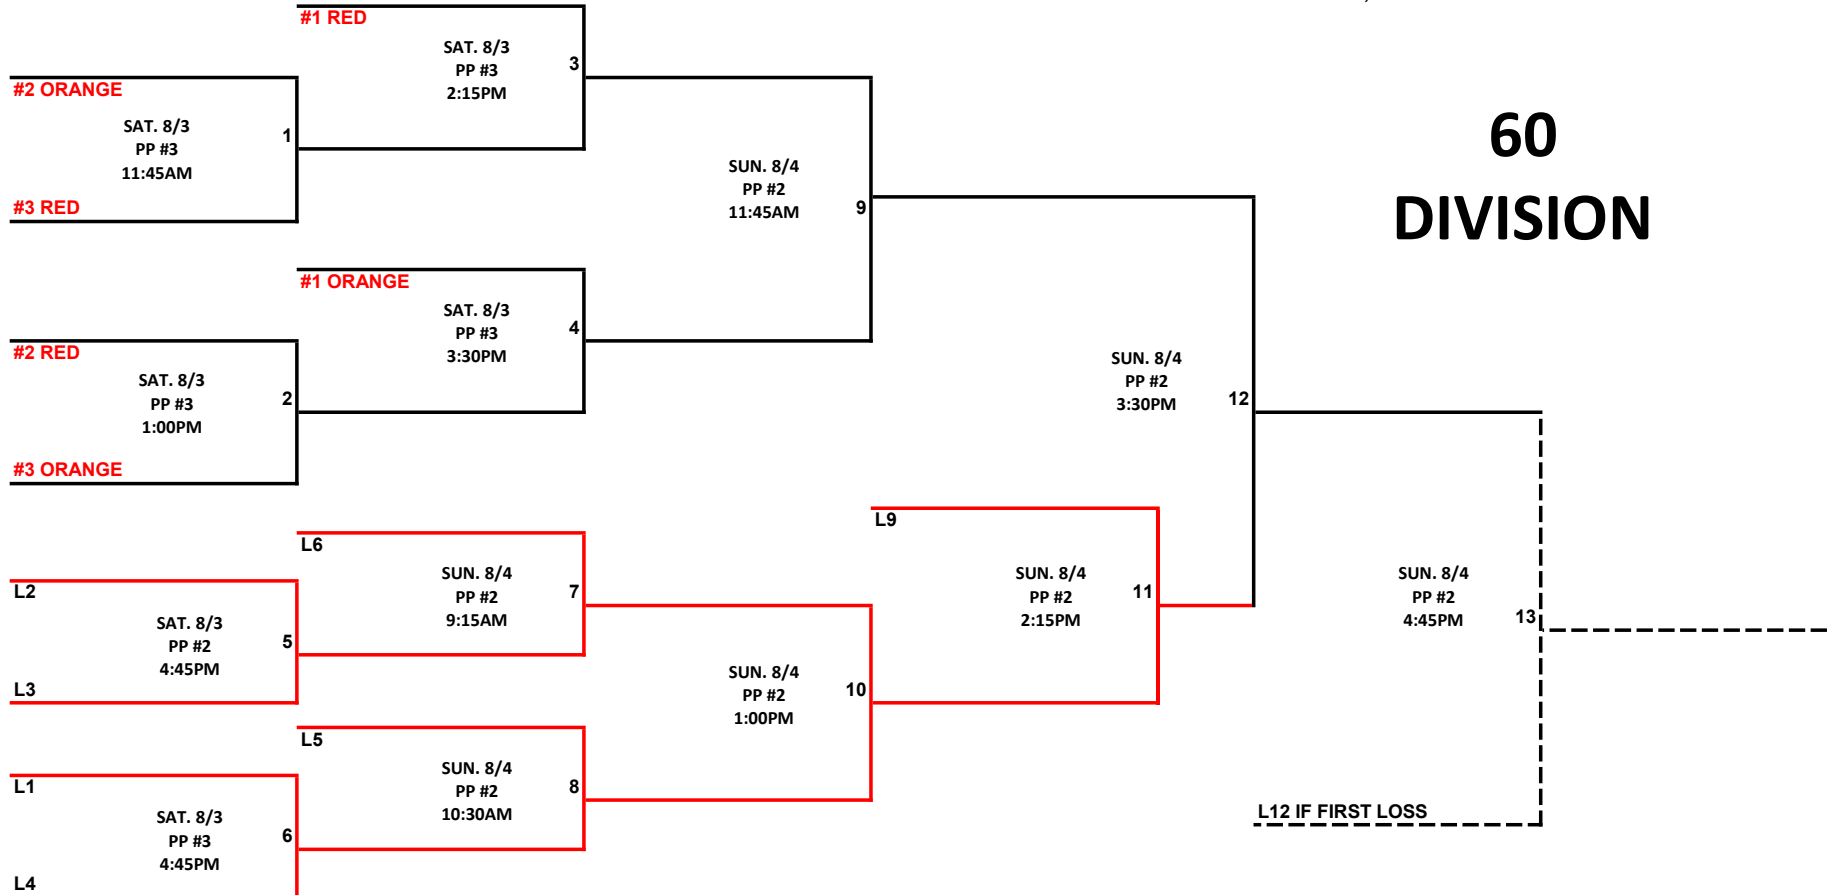 #1 RED
SAT. 8/3
PP #3
2:15PM
3
#2 ORANGE
SAT. 8/3
PP #3
11:45AM
1
#3 RED
SUN. 8/4
PP #2
11:45AM
9
60
DIVISION
#1 ORANGE
SAT. 8/3
PP #3
3:30PM
4
#2 RED
SAT. 8/3
PP #3
1:00PM
2
#3 ORANGE
SUN. 8/4
PP #2
3:30PM
12
L6
SUN. 8/4
PP #2
9:15AM
7
L2
SAT. 8/3
PP #2
4:45PM
5
L3
L9
SUN. 8/4
PP #2
2:15PM
11
SUN. 8/4
PP #2
4:45PM
13
SUN. 8/4
PP #2
1:00PM
10
L5
SUN. 8/4
PP #2
10:30AM
8
L1
SAT. 8/3
PP #3
4:45PM
6
L4
L12 IF FIRST LOSS